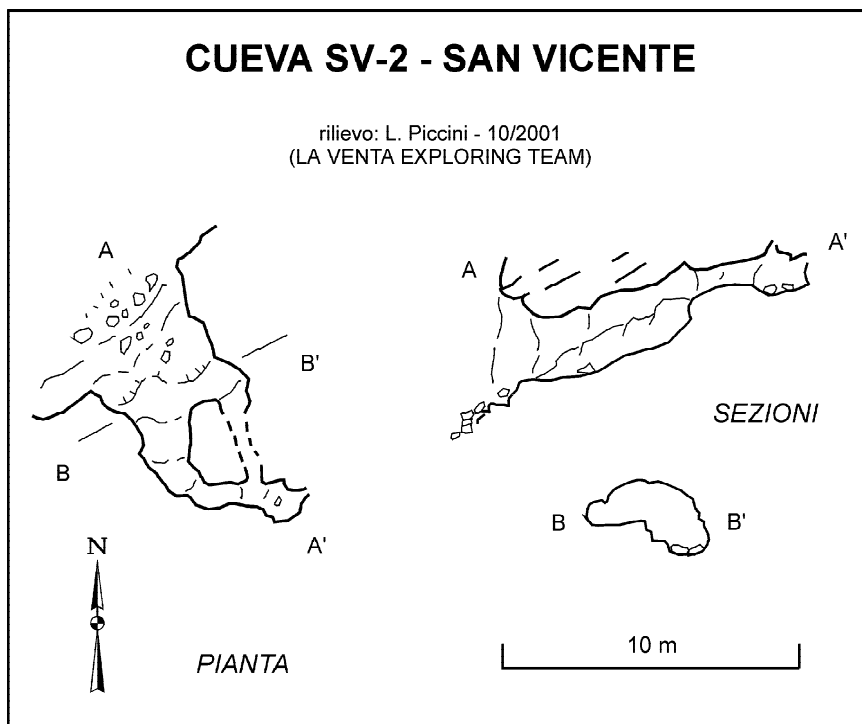 CUEVA SV-2 - SAN VICENTE
rilievo: L. Piccini - 10/2001
(LA VENTA EXPLORING TEAM)
A
B'
B
A'
N
PIANTA
A
A'
SEZIONI
B
B'
10 m